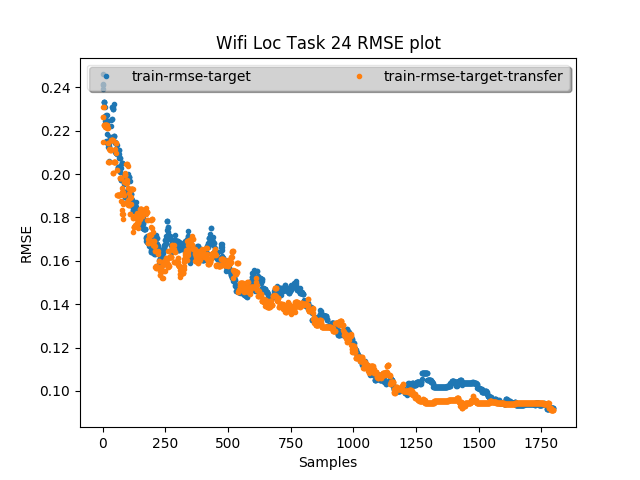 Wifi Loc Task 24 RMSE plot
train-rmse-target train-rmse-target-transfer
0.24
0.22
0.20
0.18
0.16
0.14
0.12
0.10
RMSE
0 250 500 750 1000 1250 1500 1750
Samples